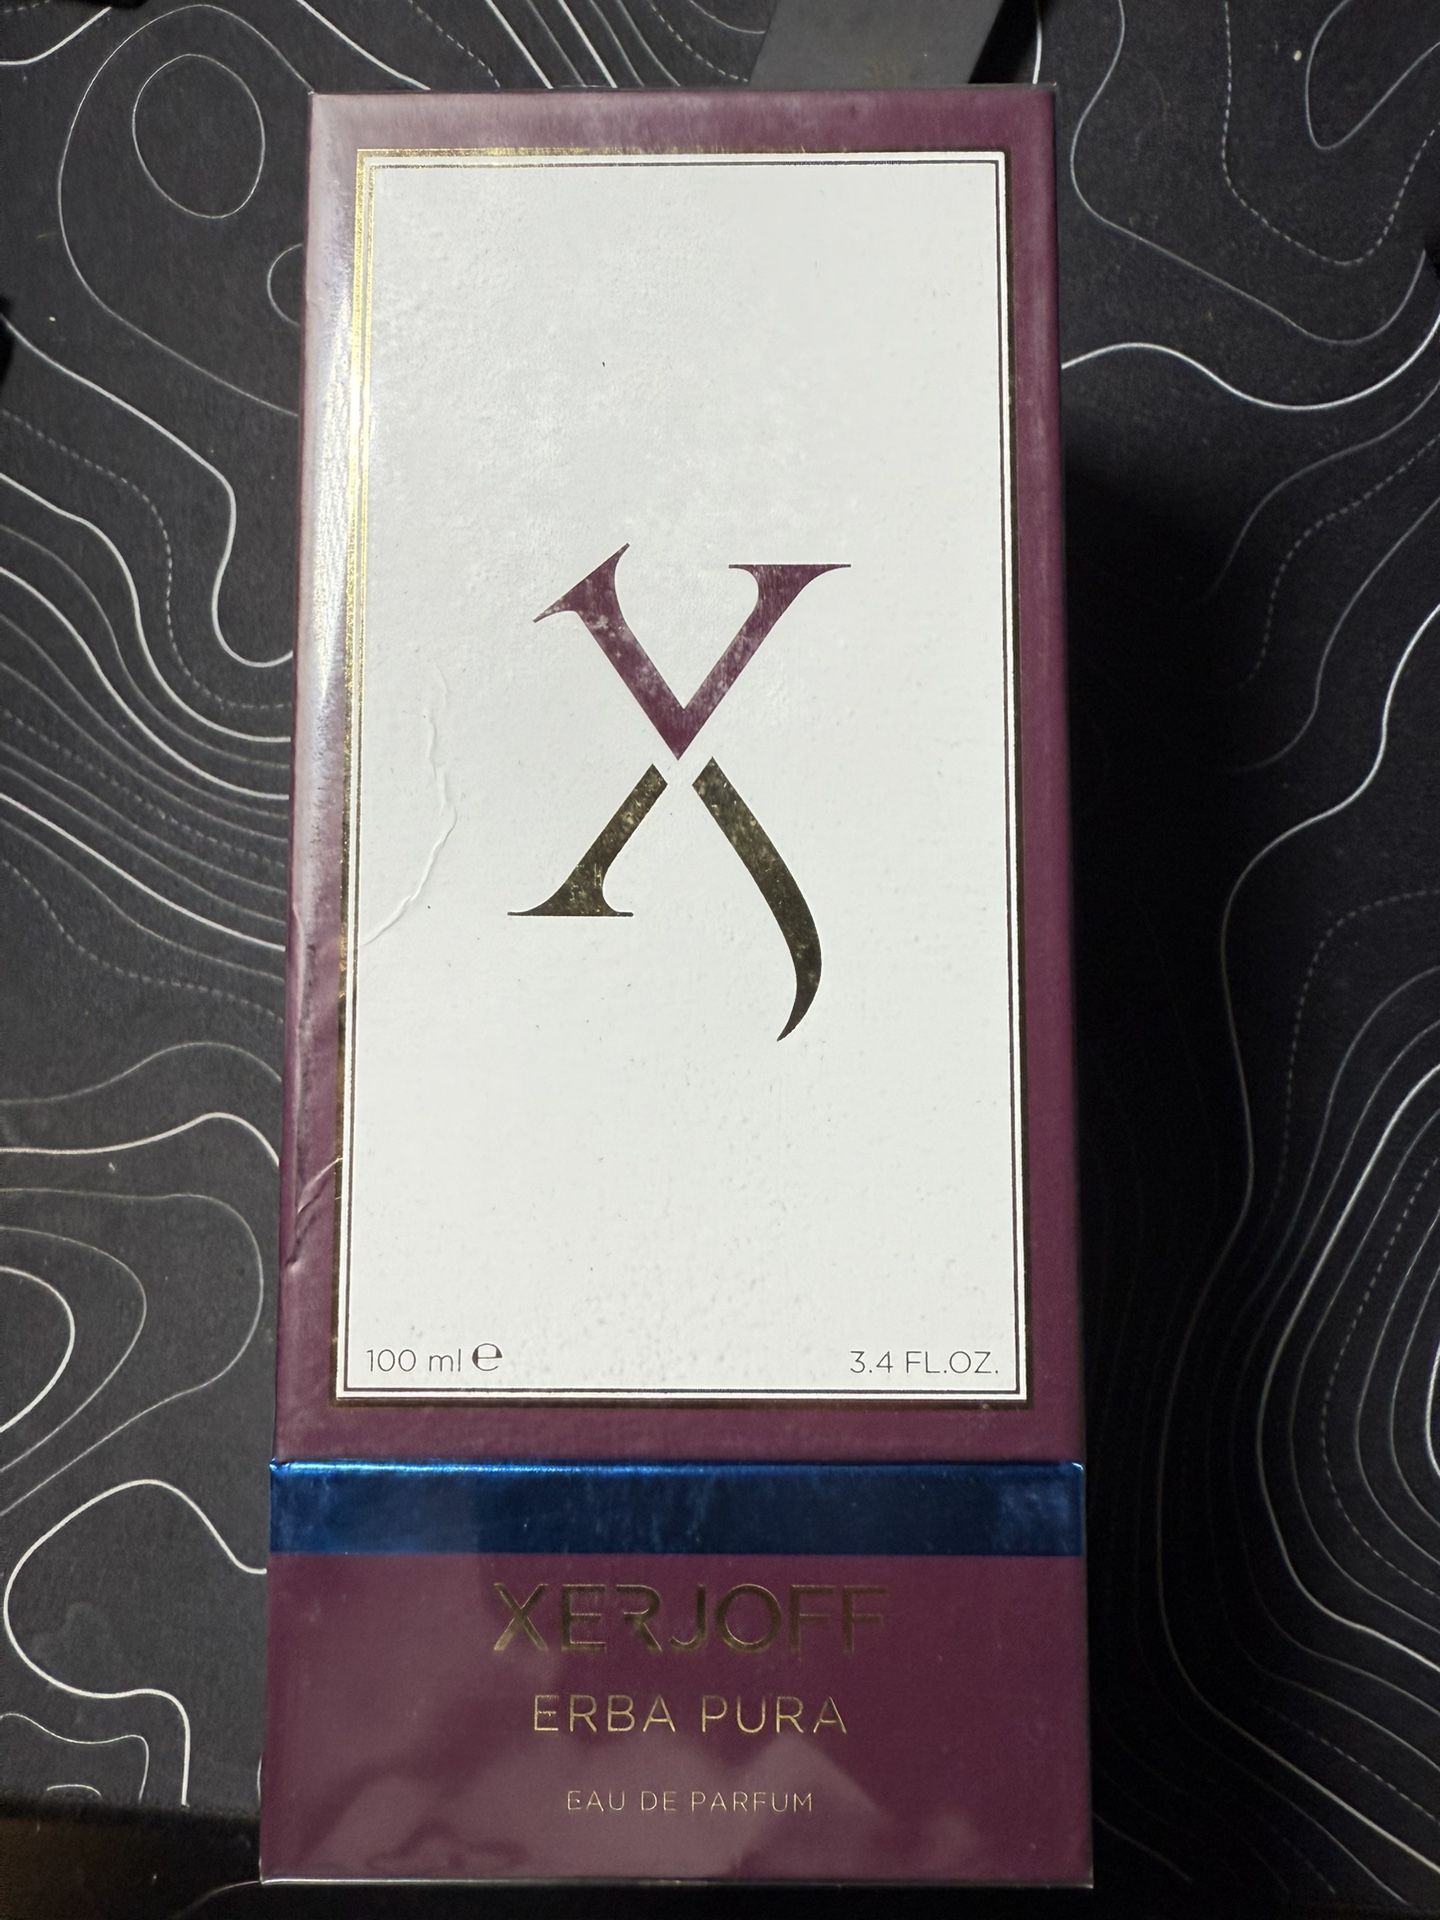 X
100 ml e
3.4 FL.OZ.
XERJOFF
ERBA PURA
EAU DE PARFUM